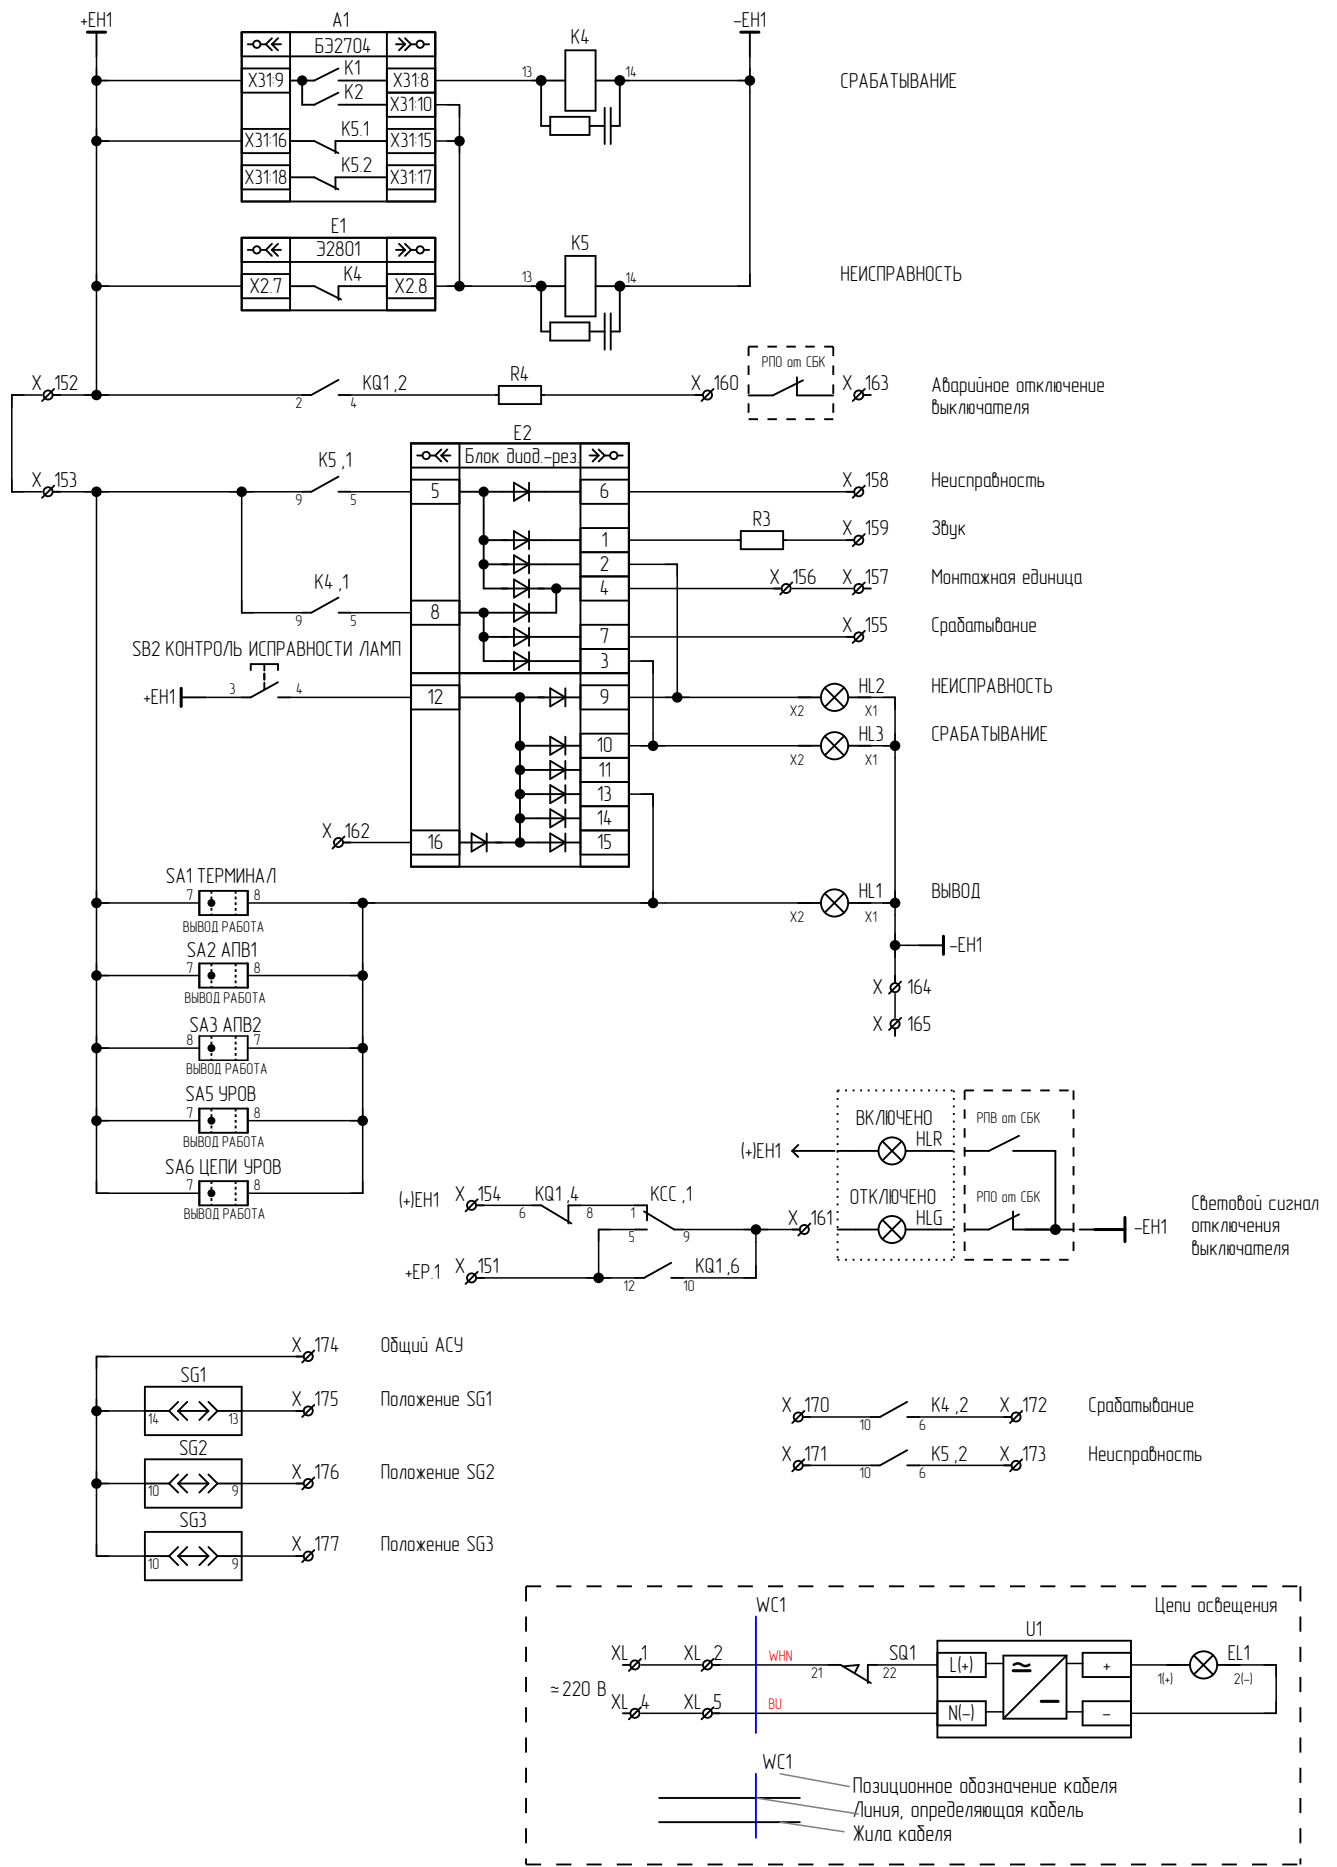 +EH1
A1
-EH1
БЭ2704
K4
X31:9 K1 X31:8 13 14 СРАБАТЫВАНИЕ
K2 X31:10
X31:16 K5.1 X31:15
X31:18 K5.2 X31:17
E1
Э2801
K5
X2.7 K4 X2.8 13 14 НЕИСПРАВНОСТЬ
РПО от СБК
X 152 KQ1,2 R4 X 160 X 163 Аварийное отключение
2 4 выключателя
E2
Блок диод.-рез.
X 153 K5 ,1 5 6 X 158 Неисправность
9 5
1 R3 X 159 Звук
2
K4 ,1 4 X 156 X 157 Монтажная единица
9 5 8
7 X 155 Срабатывание
3
SB2 КОНТРОЛЬ ИСПРАВНОСТИ ЛАМП
+EH1 3 4 12 9 HL2 НЕИСПРАВНОСТЬ
X2 X1
10 HL3 СРАБАТЫВАНИЕ
X2 X1
11
13
14
X 162 16 15
SA1 ТЕРМИНАЛ
7 8 HL1 ВЫВОД
X2 X1
ВЫВОД РАБОТА
SA2 АПВ1
7 8
ВЫВОД РАБОТА
-EH1
X 164
X 165
SA3 АПВ2
8 7
ВЫВОД РАБОТА
SA5 УРОВ
7 8
ВЫВОД РАБОТА
SA6 ЦЕПИ УРОВ
7 8
ВЫВОД РАБОТА
ВКЛЮЧЕНО РПВ от СБК
(+)EH1 HLR
ОТКЛЮЧЕНО РПО от СБК
(+)EH1 X 154 KQ1 ,4 KCC ,1 X 161 HLG -EH1
6 8 1 5 9
Световой сигнал
отключения
выключателя
+EP.1 X 151 KQ1 ,6
12 10
X 174 Общий АСУ
SG1
14 13 X 175 Положение SG1
SG2
10 9 X 176 Положение SG2
SG3
10 9 X 177 Положение SG3
X 170 K4 ,2 X 172 Срабатывание
10 6
X 171 K5 ,2 X 173 Неисправность
10 6
WC1 Цепи освещения
U1
XL 1 XL 2 WHN SQ1 L(+) + EL1
21 22 1(+) 2(-)
≃220 В
XL 4 XL 5 BU N(-) -
WC1
Позиционное обозначение кабеля
Линия, определяющая кабель
Жила кабеля